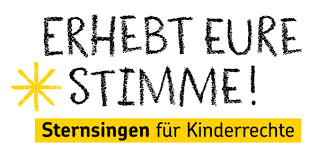 ERHEBT EURE
STIMME!
Sternsingen für Kinderrechte